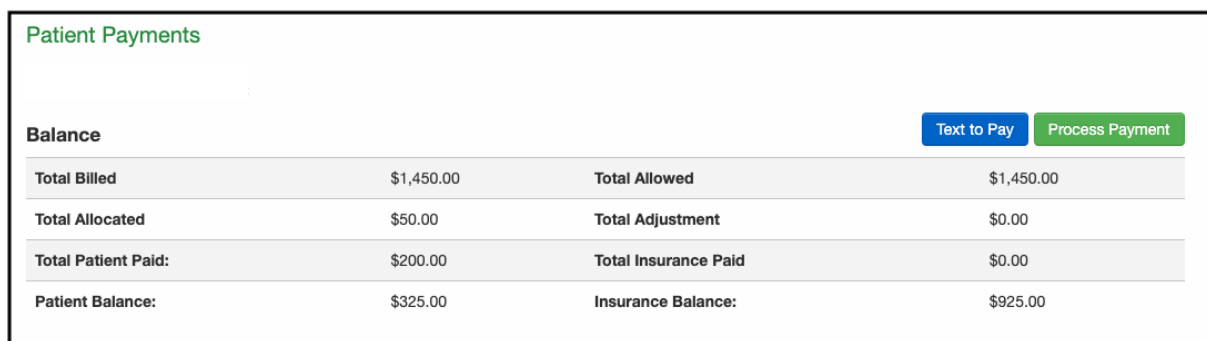 Patient Payments
Balance
Text to Pay Process Payment
Total Billed $1,450.00 Total Allowed $1,450.00
Total Allocated $50.00 Total Adjustment $0.00
Total Patient Paid: $200.00 Total Insurance Paid $0.00
Patient Balance: $325.00 Insurance Balance: $925.00